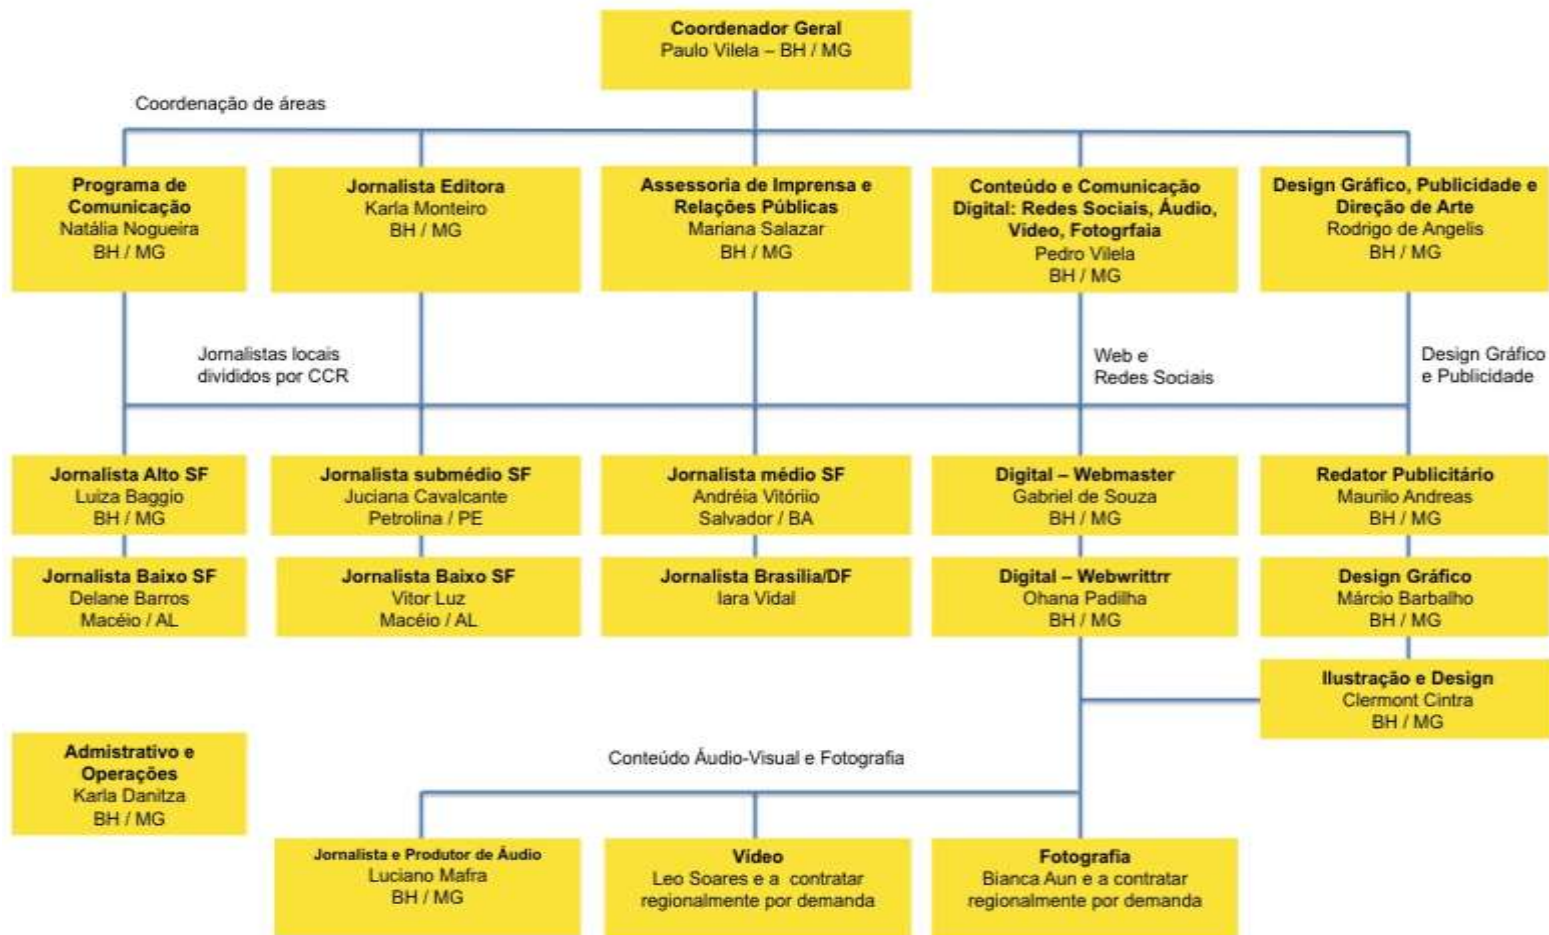 Coordenador Geral
Paulo Vilela – BH / MG
Coordenação de áreas
Programa de
Comunicação
Natália Nogueira
BH / MG
Jornalista Editora
Karla Monteiro
BH / MG
Assessoria de Imprensa e
Relações Públicas
Mariana Salazar
BH / MG
Conteúdo e Comunicação
Digital: Redes Sociais, Áudio,
Video, Fotogrfaia
Pedro Vilela
BH / MG
Design Gráfico, Publicidade e
Direção de Arte
Rodrigo de Angelis
BH / MG
Jornalistas locais
divididos por CCR
Web e
Redes Sociais
Design Gráfico
e Publicidade
Jornalista Alto SF
Luiza Baggio
BH / MG
Jornalista submédio SF
Juciana Cavalcante
Petrolina / PE
Jornalista médio SF
Andréia Vitóriio
Salvador / BA
Digital – Webmaster
Gabriel de Souza
BH / MG
Redator Publicitário
Maurilo Andreas
BH / MG
Jornalista Baixo SF
Delane Barros
Macéio / AL
Jornalista Baixo SF
Vitor Luz
Macéio / AL
Jornalista Brasília/DF
Iara Vidal
Digital – Webwrittrr
Ohana Padilha
BH / MG
Design Gráfico
Márcio Barbalho
BH / MG
Ilustração e Design
Clermont Cintra
BH / MG
Admistrativo e
Operações
Karla Danitza
BH / MG
Conteúdo Áudio-Visual e Fotografia
Jornalista e Produtor de Áudio
Luciano Mafra
BH / MG
Vídeo
Leo Soares e a contratar
regionalmente por demanda
Fotografia
Bianca Aun e a contratar
regionalmente por demanda